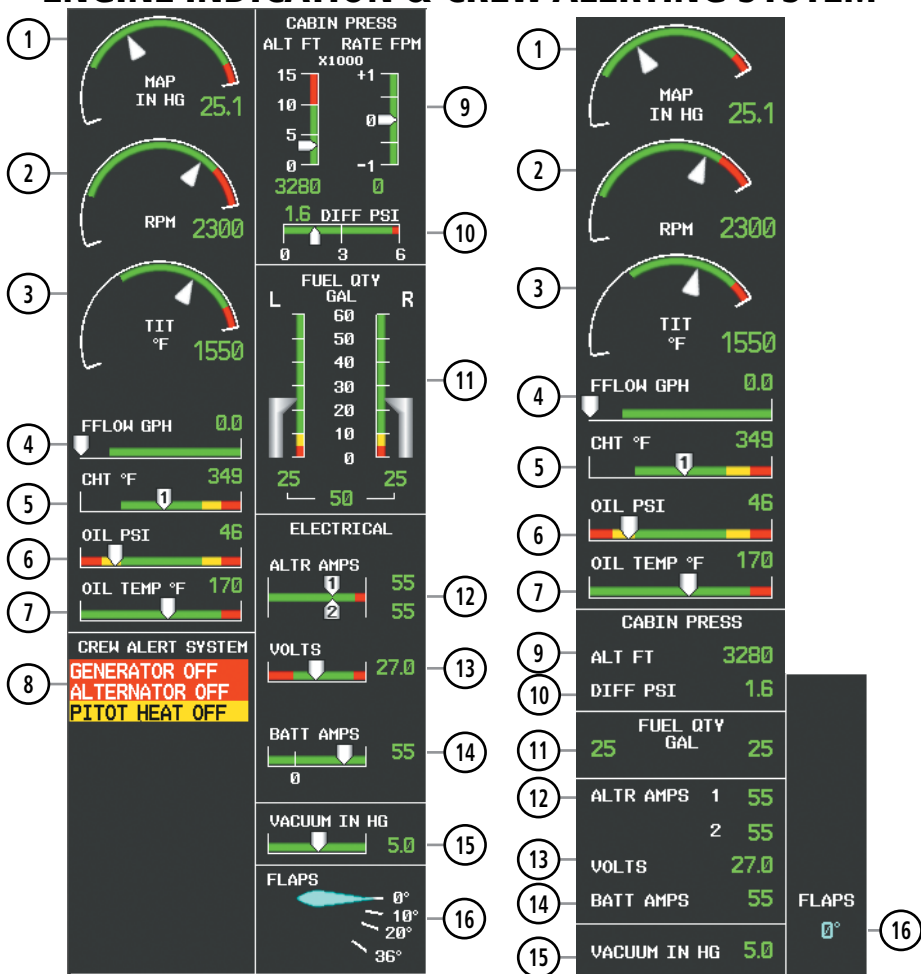 ENGINE INDICATION & CREW ALERTING SYSTEM
1
MAP
IN HG
25.1
2
RPM
2300
3
TIT
°F
1550
4
FFLOW GPH 0.0
5
CHT °F 349
1
6
OIL PSI 46
7
OIL TEMP °F 170
8
CREW ALERT SYSTEM
GENERATOR OFF
ALTERNATOR OFF
PITOT HEAT OFF
CABIN PRESS
ALT FT RATE FPM
X1000
15 +1
10
0
5
0 -1
3280 0
9
1.6 DIFF PSI
0 3 6
10
FUEL QTY
L GAL R
60
50
40
30
20
10
0
25 25
50
11
ELECTRICAL
ALTR AMPS
1 55
2 55
12
VOLTS
27.0
13
BATT AMPS
55
0
14
VACUUM IN HG
5.0
15
FLAPS
0°
10°
20°
36°
16
1
MAP
IN HG
25.1
2
RPM
2300
3
TIT
°F
1550
4
FFLOW GPH 0.0
5
CHT °F 349
1
6
OIL PSI 46
7
OIL TEMP °F 170
CABIN PRESS
9
ALT FT 3280
10
DIFF PSI 1.6
11
FUEL QTY
GAL
25 25
12
ALTR AMPS 1 55
2 55
13
VOLTS 27.0
14
BATT AMPS 55
15
VACUUM IN HG 5.0
FLAPS
0°
16